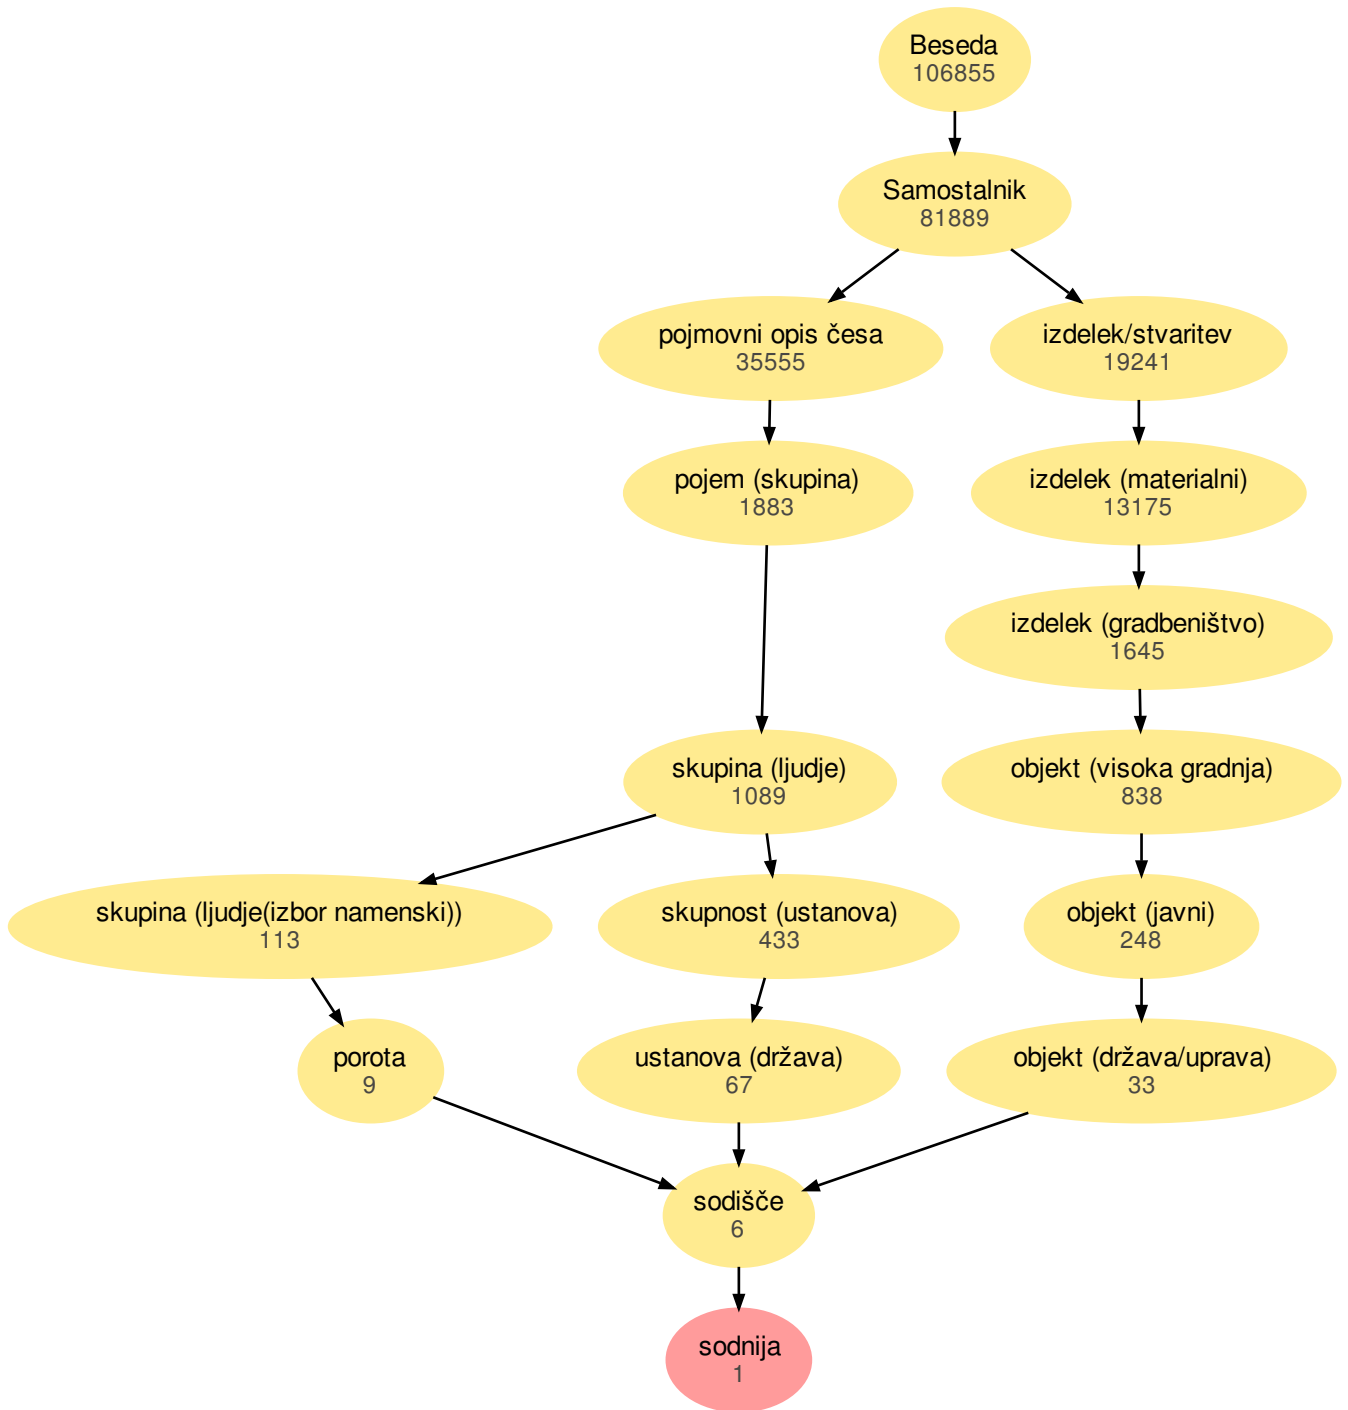 Beseda
106855
Samostalnik
81889
pojmovni opis česa
35555
izdelek/stvaritev
19241
pojem (skupina)
1883
izdelek (materialni)
13175
izdelek (gradbeništvo)
1645
skupina (ljudje)
1089
objekt (visoka gradnja)
838
skupina (ljudje(izbor namenski))
113
skupnost (ustanova)
433
objekt (javni)
248
porota
9
ustanova (država)
67
objekt (država/uprava)
33
sodišče
6
sodnija
1